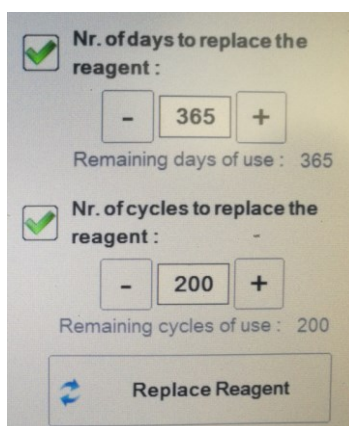 Nr. of days to replace the
reagent :
- 365 +
Remaining days of use : 365
Nr. of cycles to replace the
reagent : -
- 200 +
Remaining cycles of use : 200
Replace Reagent